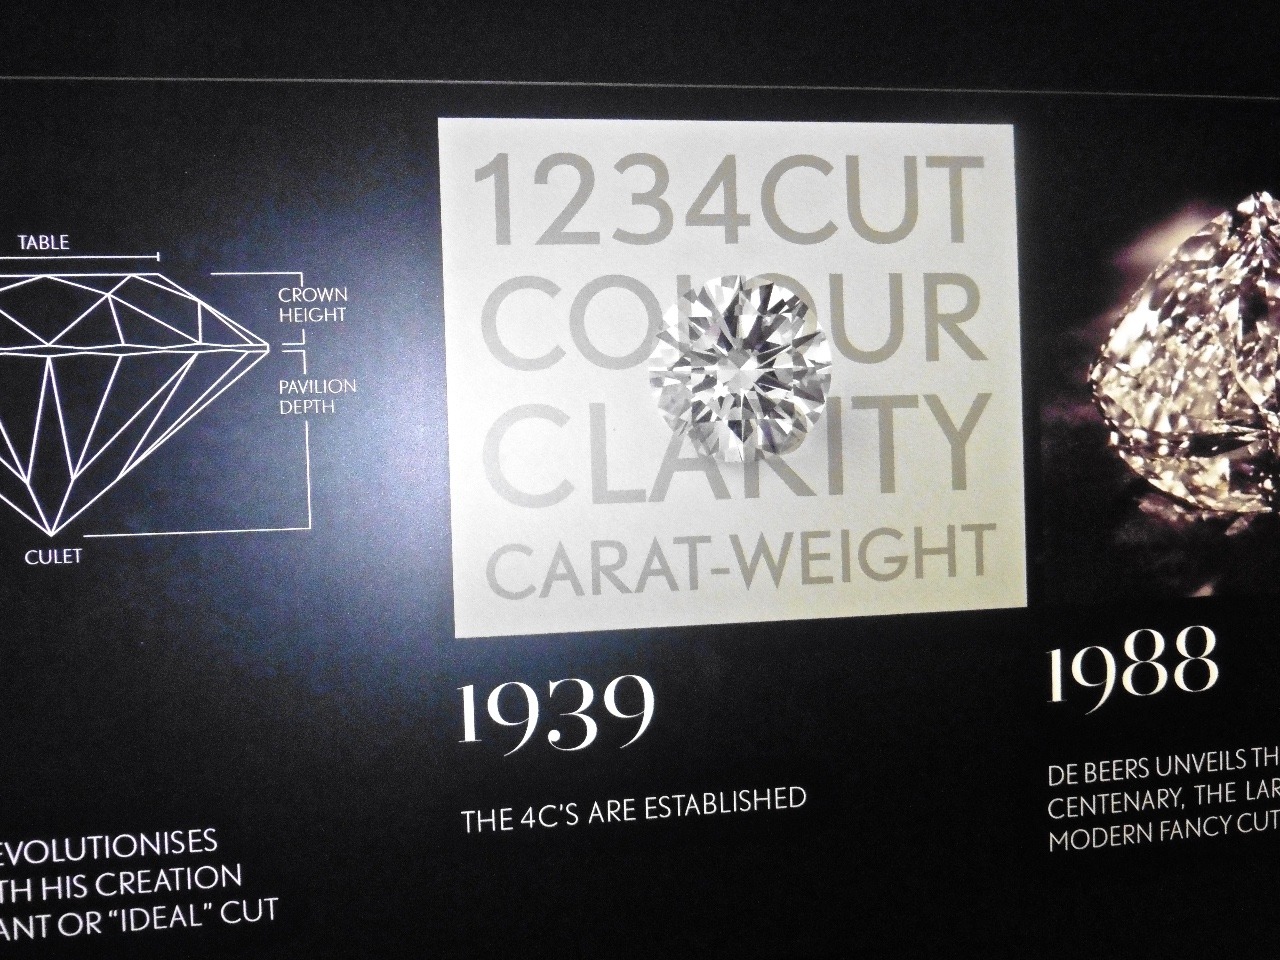 TABLE
CROWN
HEIGHT
PAVILION
DEPTH
CULET
EVOLUTIONISES
TH HIS CREATION
ANT OR "IDEAL" CUT
1234CUT
COLOUR
CLARITY
CARAT-WEIGHT
1939
THE 4C'S ARE ESTABLISHED
1988
DE BEERS UNVEILS TH
CENTENARY, THE LAR
MODERN FANCY CUT